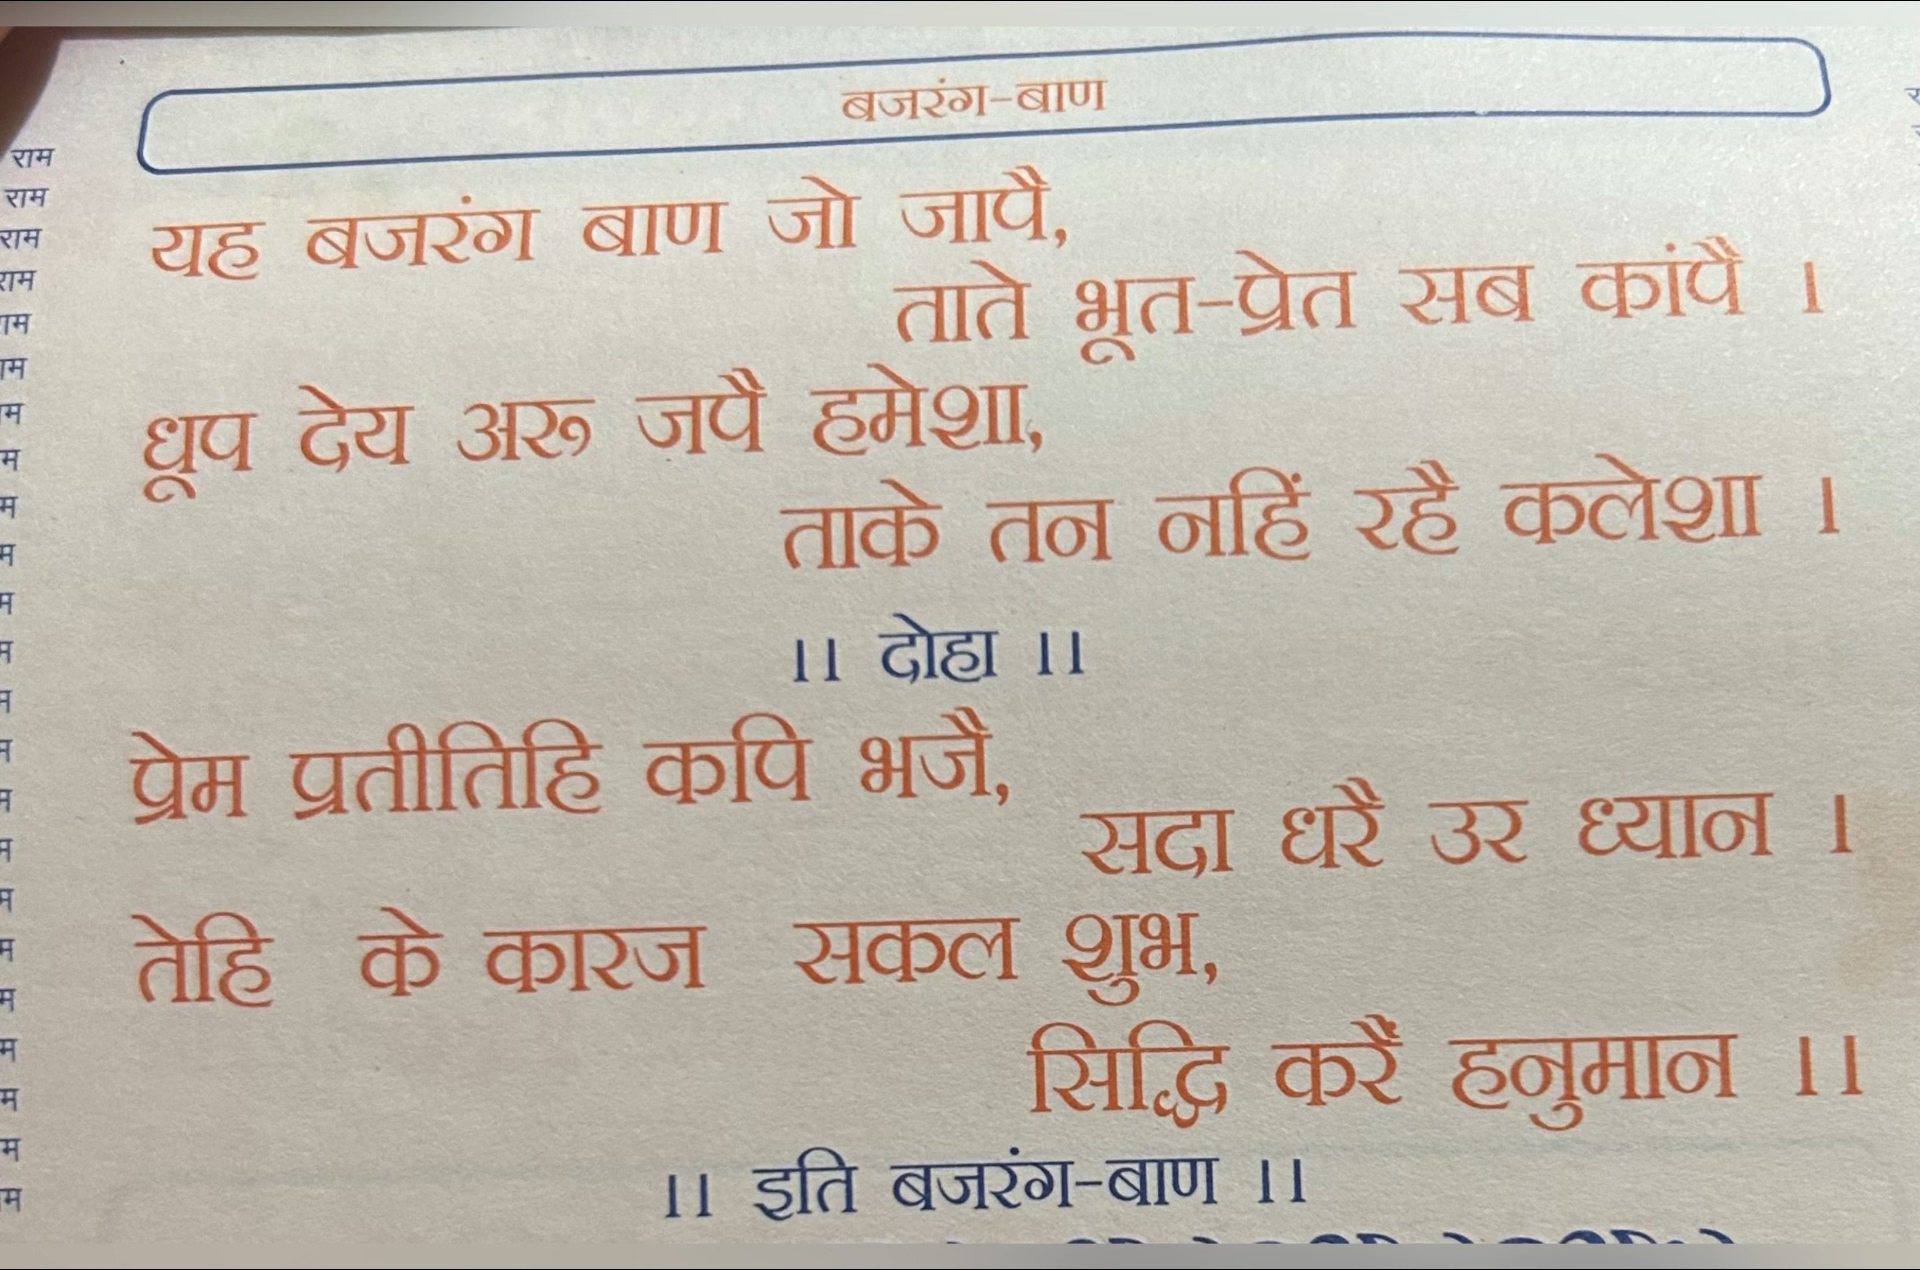 बजरंग-बाण
यह बजरंग बाण जो जापै,
ताते भूत-प्रेत सब कांपै ।
धूप देय अरू जपै हमेशा,
ताके तन नहिं रहै कलेशा ।
।। दोहा ।।
प्रेम प्रतीतिहि कपि भजै,
सदा धरै उर ध्यान ।
तेहि के कारज सकल शुभ,
सिद्धि करैं हनुमान ।।
।। इति बजरंग-बाण ।।
राम
राम
राम
राम